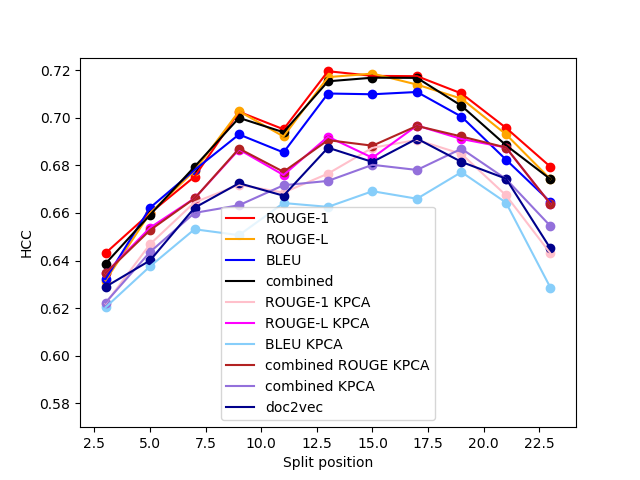 0.72
0.70
0.68
0.66
0.64
0.62
0.60
0.58
HCC
ROUGE-1
ROUGE-L
BLEU
combined
ROUGE-1 KPCA
ROUGE-L KPCA
BLEU KPCA
combined ROUGE KPCA
combined KPCA
doc2vec
2.5 5.0 7.5 10.0 12.5 15.0 17.5 20.0 22.5
Split position